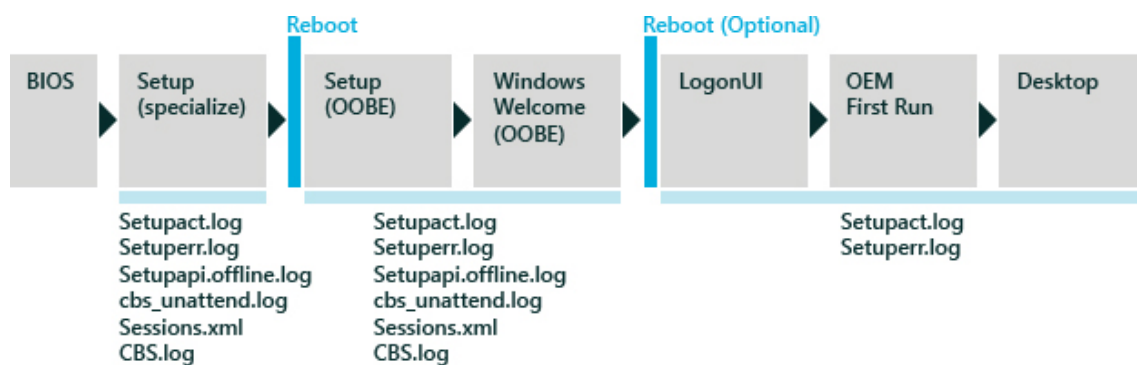 Reboot
Reboot (Optional)
BIOS
Setup
(specialize)
Setup
(OOBE)
Windows
Welcome
(OOBE)
LogonUI
OEM
First Run
Desktop
Setupact.log
Setuperr.log
Setupapi.offline.log
cbs_unattend.log
Sessions.xml
CBS.log
Setupact.log
Setuperr.log
Setupapi.offline.log
cbs_unattend.log
Sessions.xml
CBS.log
Setupact.log
Setuperr.log